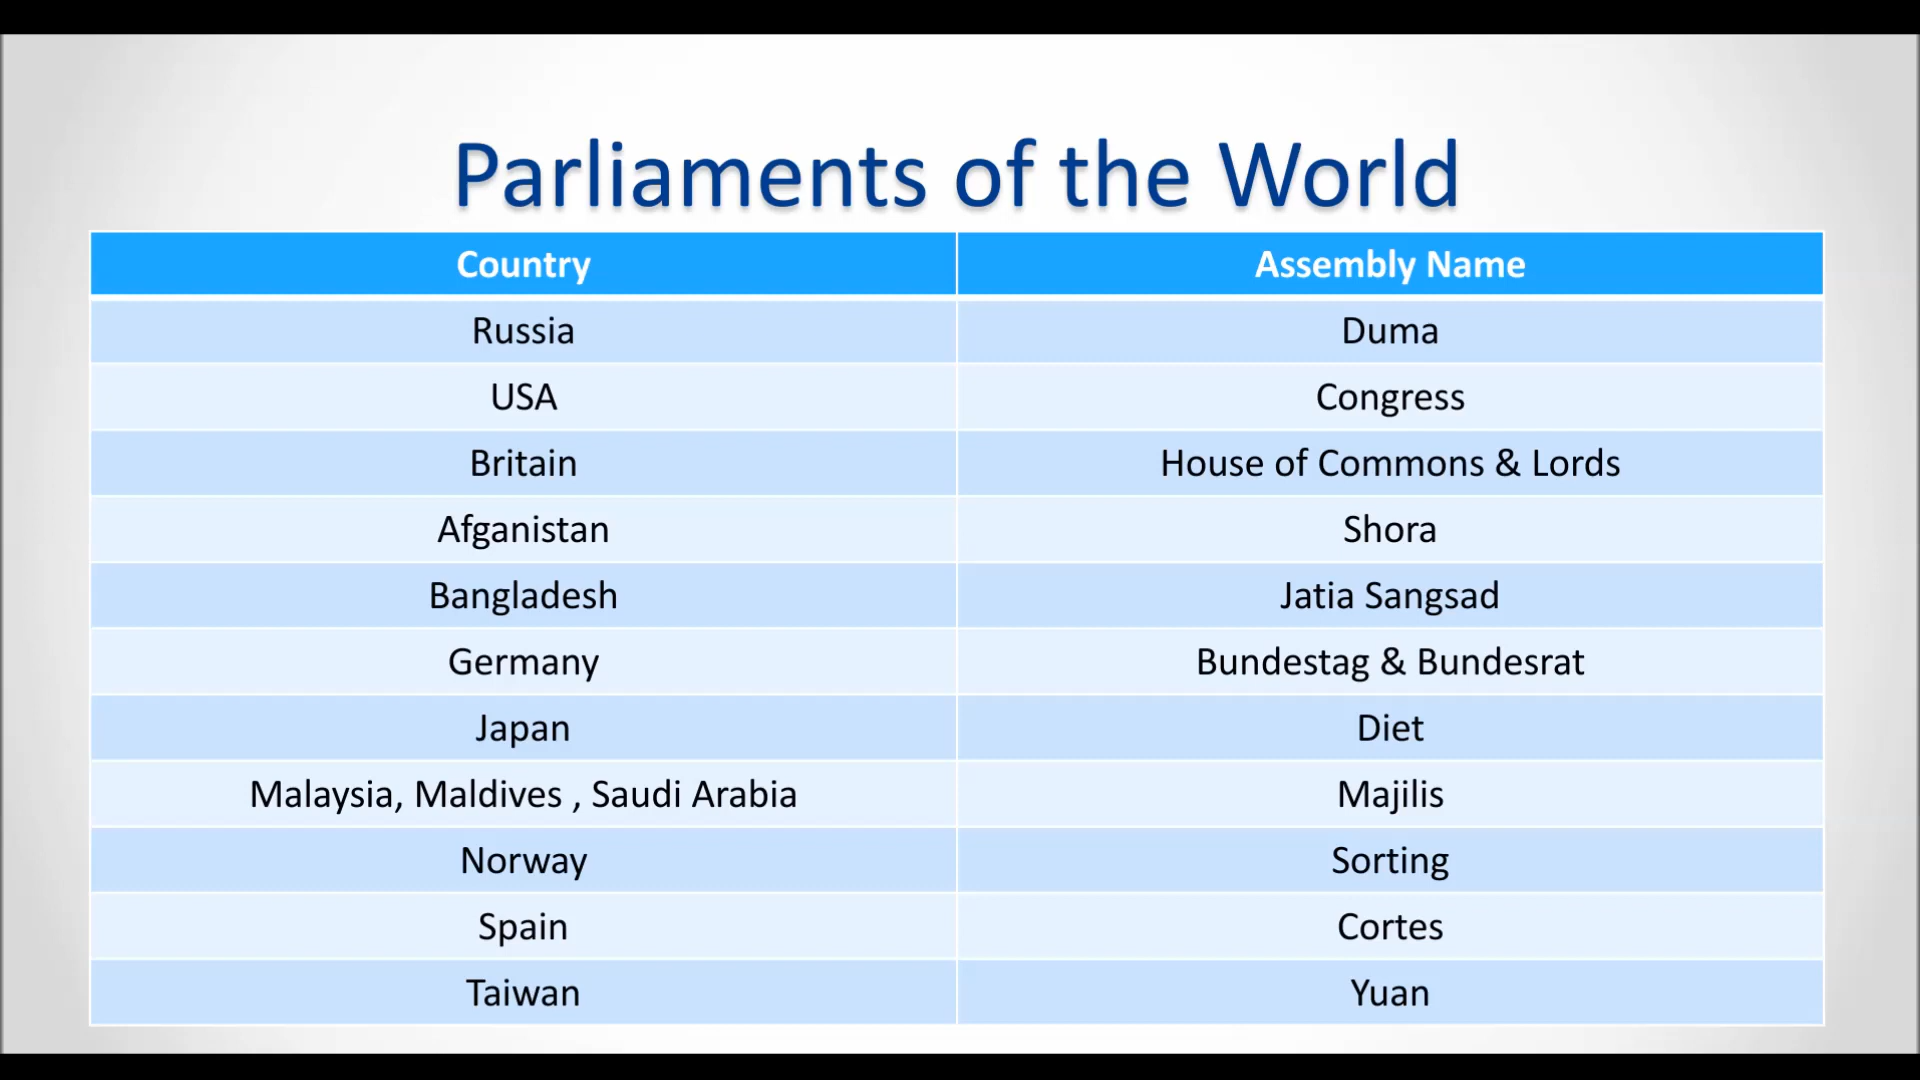 Parliaments of the World
Country Assembly Name
Russia Duma
USA Congress
Britain House of Commons & Lords
Afganistan Shora
Bangladesh Jatia Sangsad
Germany Bundestag & Bundesrat
Japan Diet
Malaysia, Maldives , Saudi Arabia Majilis
Norway Sorting
Spain Cortes
Taiwan Yuan